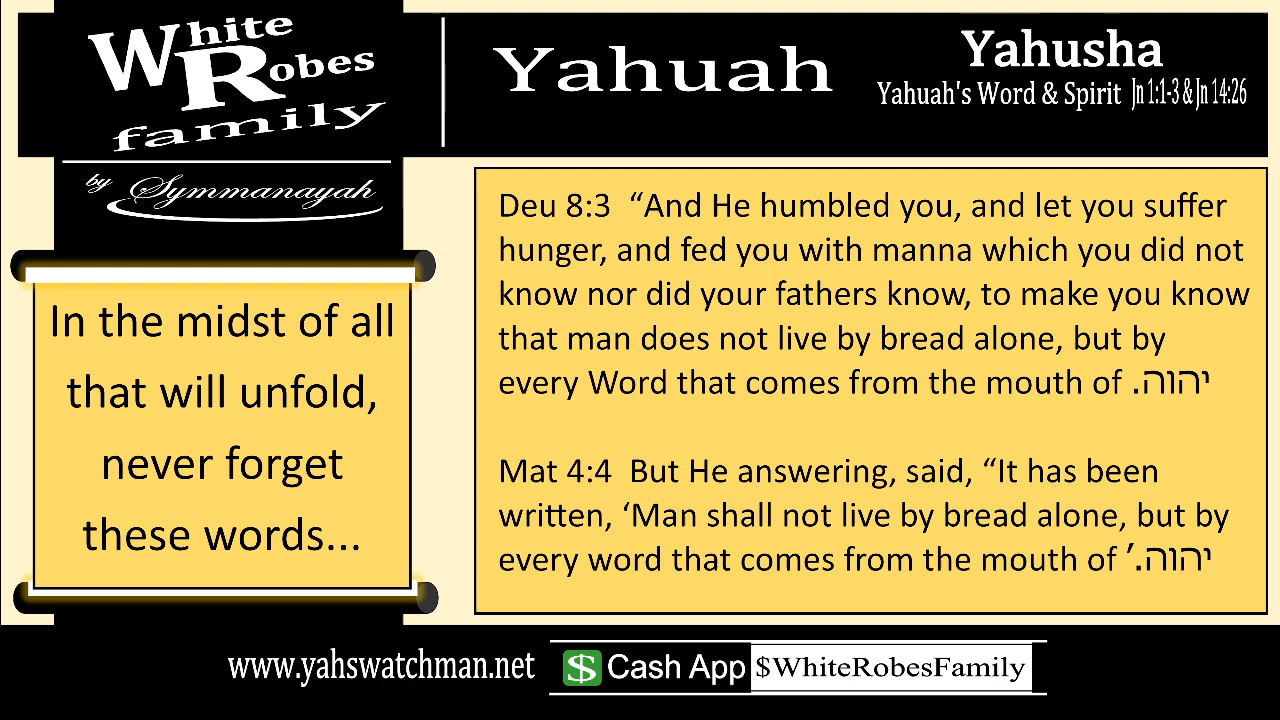 White
Robes
family
by Symmanayah
Yahuah
Yahusha
Yahuah's Word & Spirit Jn 1:1-3 & Jn 14:26
In the midst of all
that will unfold,
never forget
these words...
Deu 8:3 “And He humbled you, and let you suffer
hunger, and fed you with manna which you did not
know nor did your fathers know, to make you know
that man does not live by bread alone, but by
every Word that comes from the mouth of יהוה.
Mat 4:4 But He answering, said, “It has been
written, ‘Man shall not live by bread alone, but by
every word that comes from the mouth of יהוה.’
www.yahswatchman.net
$ Cash App $WhiteRobesFamily